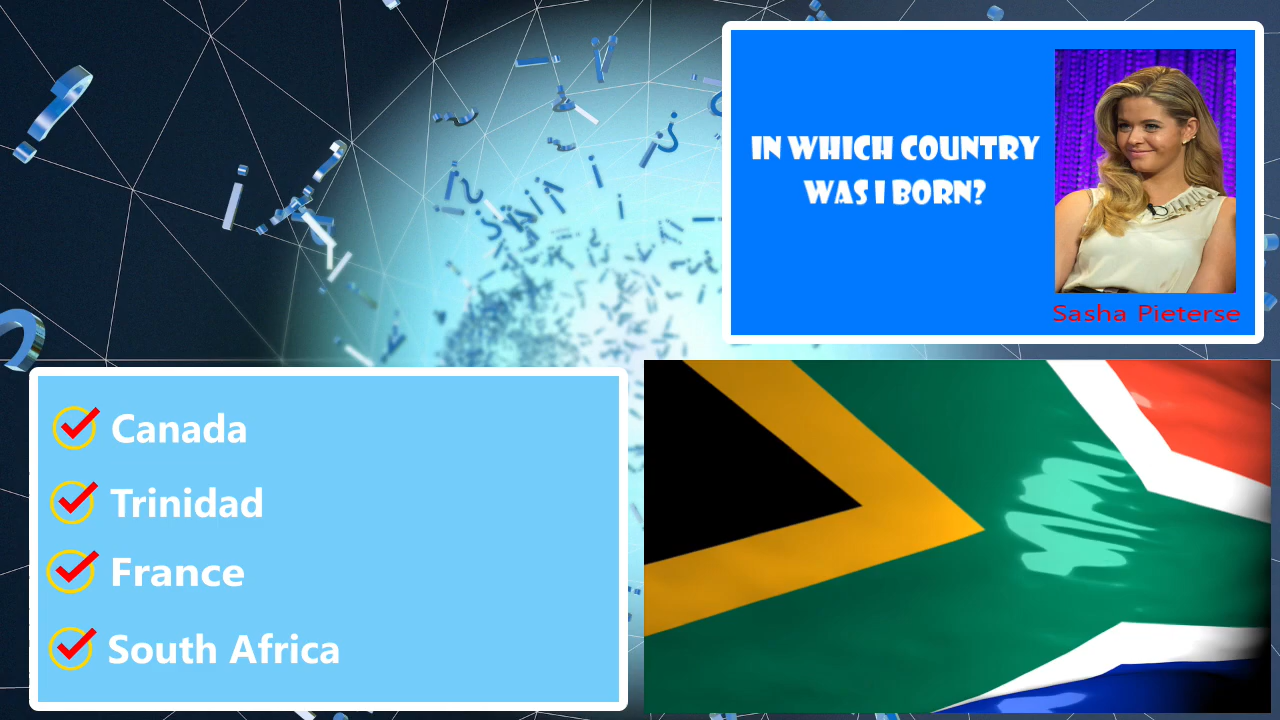 IN WHICH COUNTRY
WAS I BORN?
Sasha Pieterse
Canada
Trinidad
France
South Africa